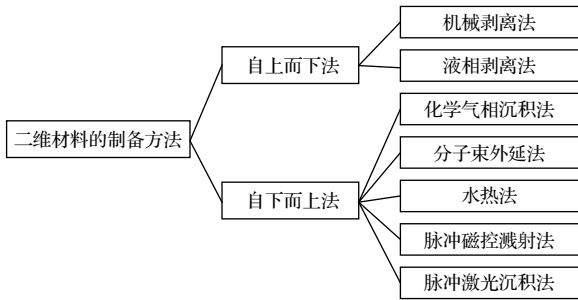 二维材料的制备方法
自上而下法
机械剥离法
液相剥离法
自下而上法
化学气相沉积法
分子束外延法
水热法
脉冲磁控溅射法
脉冲激光沉积法